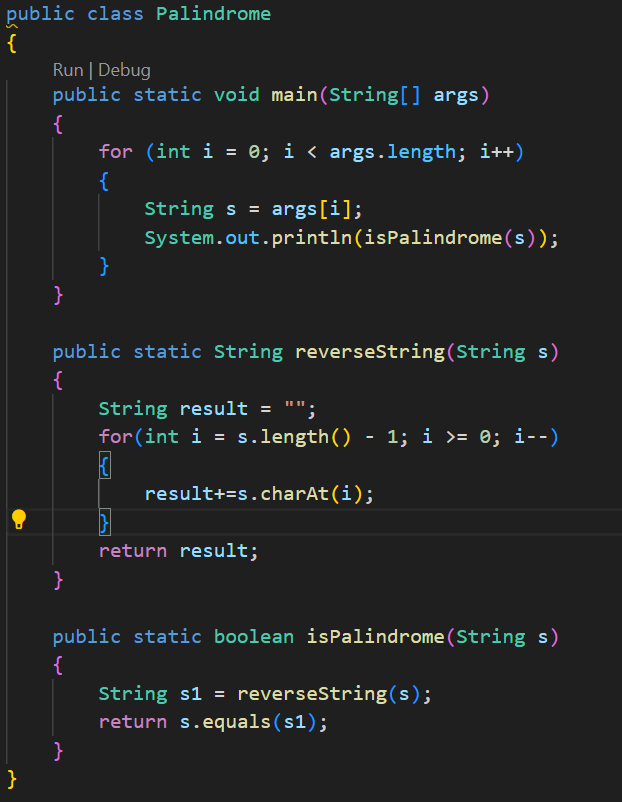 public class Palindrome
{
Run | Debug
public static void main(String[] args)
{
for (int i = 0; i < args.length; i++)
{
String s = args[i];
System.out.println(isPalindrome(s));
}
}
public static String reverseString(String s)
{
String result = "";
for(int i = s.length() - 1; i >= 0; i--)
{
result+=s.charAt(i);
}
return result;
}
public static boolean isPalindrome(String s)
{
String s1 = reverseString(s);
return s.equals(s1);
}
}